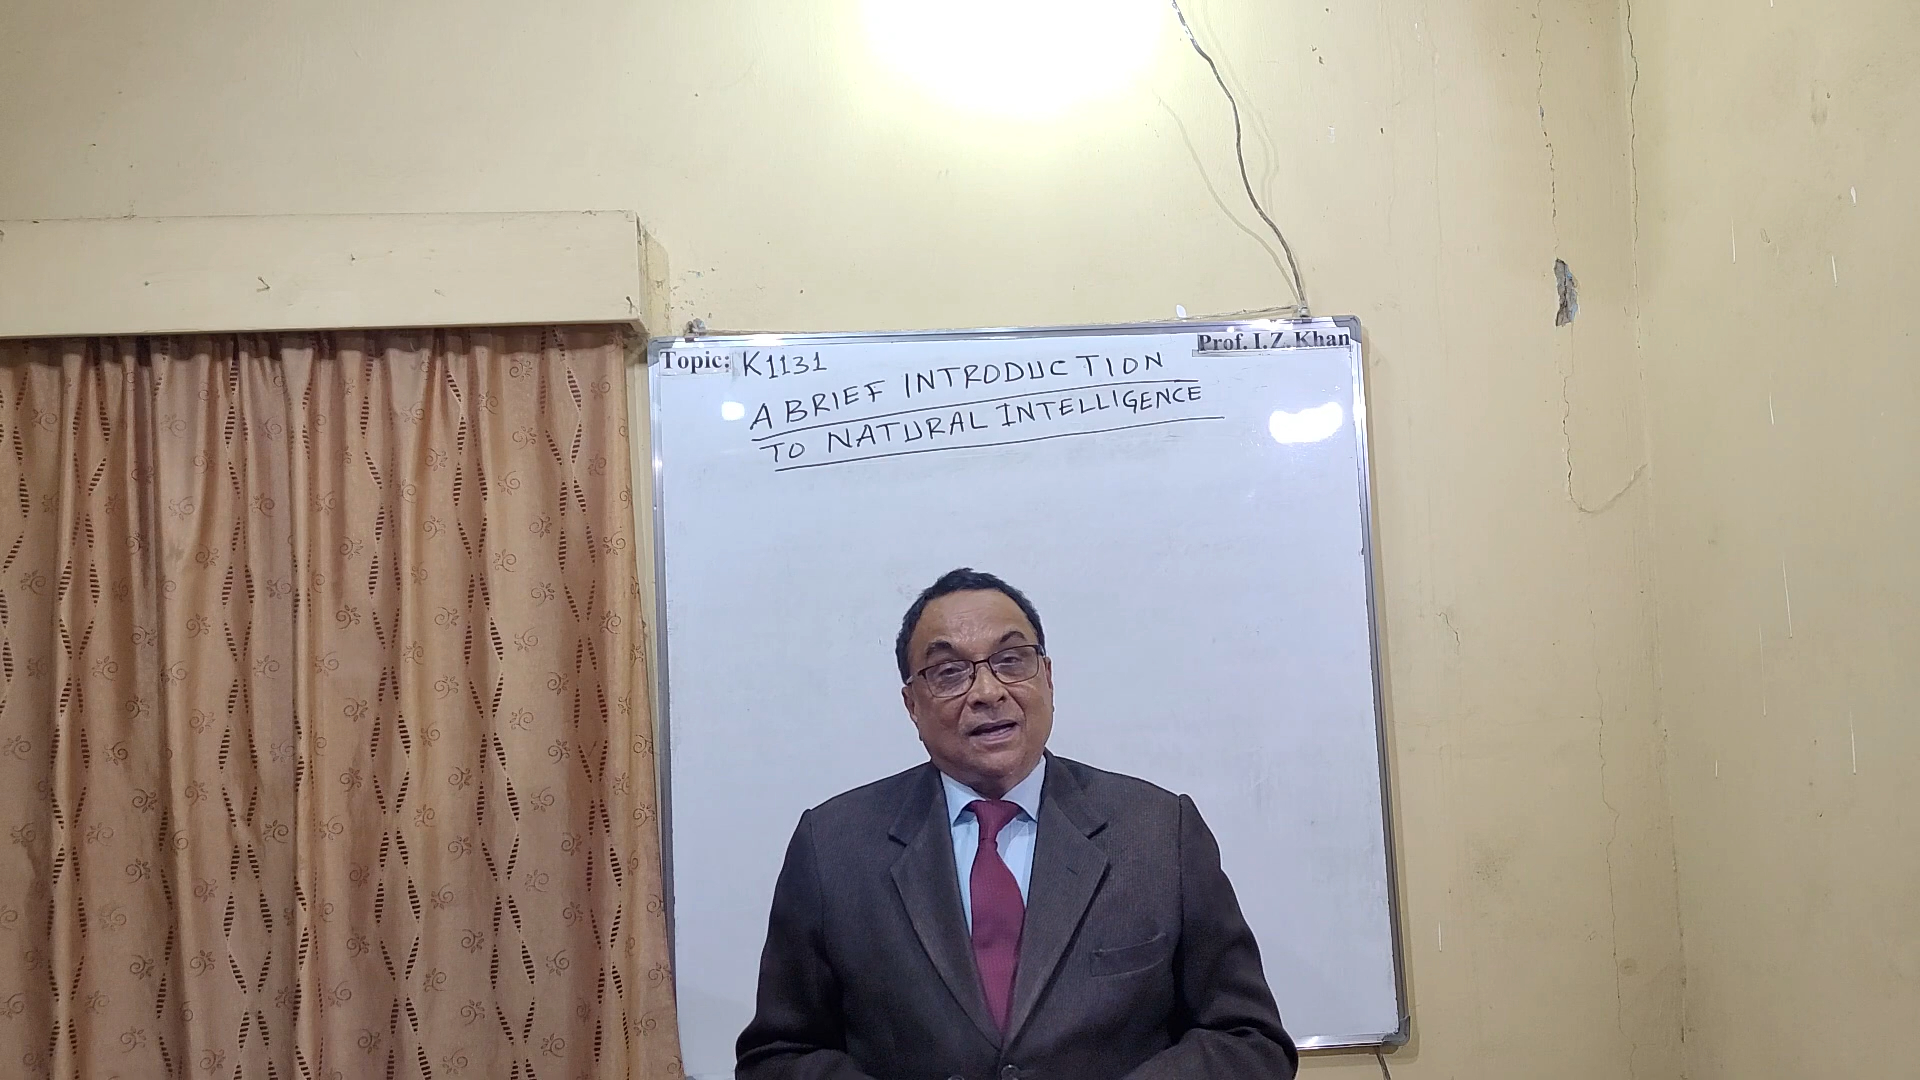 Topic: K1131
Prof. I.Z. Khan
A BRIEF INTRODUCTION
TO NATURAL INTELLIGENCE